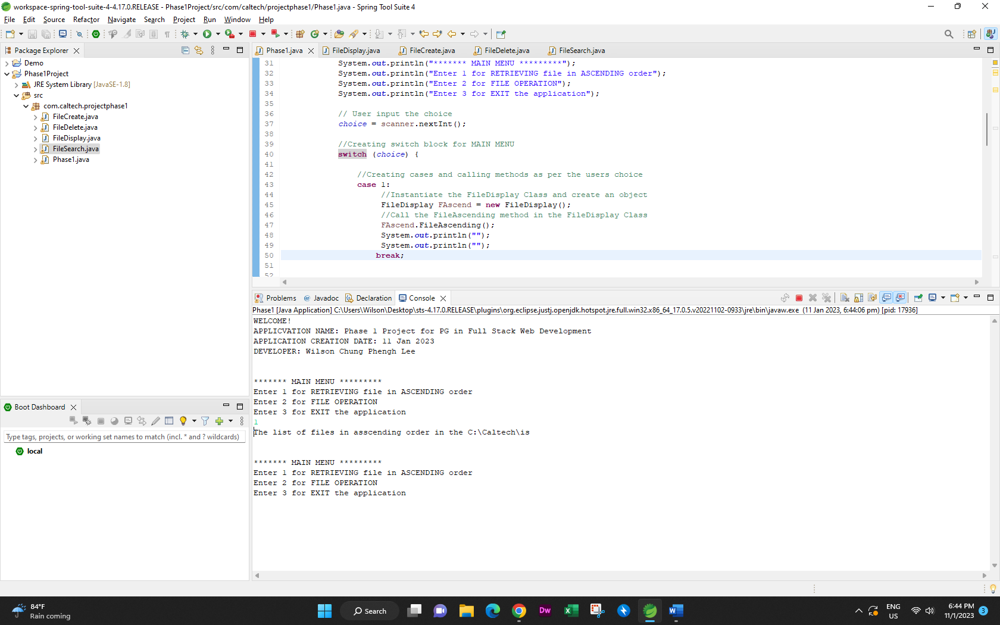 workspace-spring-tool-suite-4-4.17.0.RELEASE - Phase1Project/src/com/caltech/projectphase1/Phase1.java - Spring Tool Suite 4
File Edit Source Refactor Navigate Search Project Run Window Help
Package Explorer
Demo
Phase1Project
JRE System Library [JavaSE-1.8]
src
com.caltech.projectphase1
FileCreate.java
FileDelete.java
FileDisplay.java
FileSearch.java
Phase1.java
Phase1.java FileDisplay.java FileCreate.java FileDelete.java FileSearch.java
31 System.out.println("******* MAIN MENU *********");
32 System.out.println("Enter 1 for RETRIEVING file in ASCENDING order");
33 System.out.println("Enter 2 for FILE OPERATION");
34 System.out.println("Enter 3 for EXIT the application");
35
36 // User input the choice
37 choice = scanner.nextInt();
38
39 //Creating switch block for MAIN MENU
40 switch (choice) {
41
42 //Creating cases and calling methods as per the users choice
43 case 1:
44 //Instantiate the FileDisplay Class and create an object
45 FileDisplay FAscend = new FileDisplay();
46 //Call the FileAscending method in the FileDisplay Class
47 FAscend.FileAscending();
48 System.out.println("");
49 System.out.println("");
50 break;
51
52
Problems @ Javadoc Declaration Console
Phase1 [Java Application] C:\Users\Wilson\Desktop\sts-4.17.0.RELEASE\plugins\org.eclipse.justj.openjdk.hotspot.jre.full.win32.x86_64_17.0.5.v20221102-0933\jre\bin\javaw.exe (11 Jan 2023, 6:44:06 pm) [pid: 17936]
WELCOME!
APPLICVATION NAME: Phase 1 Project for PG in Full Stack Web Development
APPLICATION CREATION DATE: 11 Jan 2023
DEVELOPER: Wilson Chung Phengh Lee
******* MAIN MENU *********
Enter 1 for RETRIEVING file in ASCENDING order
Enter 2 for FILE OPERATION
Enter 3 for EXIT the application
1
The list of files in asscending order in the C:\Caltech\is
******* MAIN MENU *********
Enter 1 for RETRIEVING file in ASCENDING order
Enter 2 for FILE OPERATION
Enter 3 for EXIT the application
Boot Dashboard
Type tags, projects, or working set names to match (incl. * and ? wildcards)
local
84°F
Rain coming
Search
Dw
ENG
US
6:44 PM
11/1/2023
3